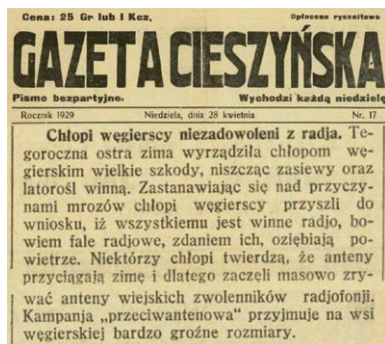 Cena: 25 Gr lub I Kcz,
Opłacono ryczałtowo
GAZETA CIESZYŃSKA
Pismo bezpartyjne.
Wychodzi każdą niedzielę
Rocznik 1929
Niedziela, dnia 28 kwietnia
Nr. 17
Chłopi węgierscy niezadowoleni z radja. Te-
goroczna ostra zima wyrządziła chłopom wę-
gierskim wielkie szkody, niszcząc zasiewy oraz
latorośl winną. Zastanawiając się nad przyczy-
nami mrozów chłopi węgierscy przyszli do
wniosku, iż wszystkiemu jest winne radjo, bo-
wiem fale radjowe, zdaniem ich, oziębiają po-
wietrze. Niektórzy chłopi twierdzą, że anteny
przyciągają zimę i dlatego zaczęli masowo zry-
wać anteny wiejskich zwolenników radjofonji.
Kampanja „przeciwantenowa" przyjmuje na wsi
węgierskiej bardzo groźne rozmiary.